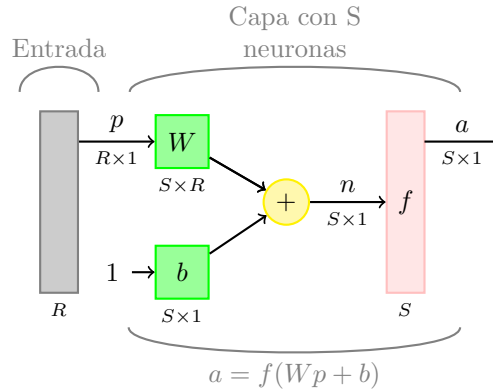 Capa con S
neuronas
Entrada
p
R×1
W
S×R
+
n
S×1
f
a
S×1
1
b
S×1
R
S
a = f(Wp + b)